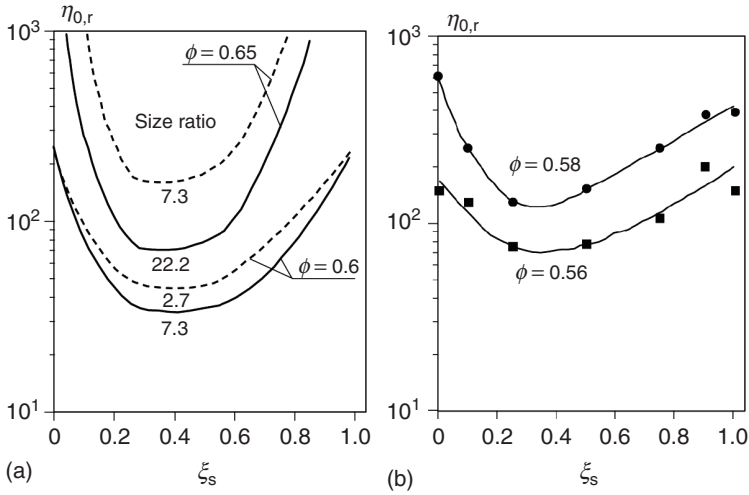 η₀,ᵣ
10³
10²
10¹
0 0.2 0.4 0.6 0.8 1.0
ϕ = 0.65
Size ratio
7.3
22.2
2.7
7.3
ϕ = 0.6
(a)
ξₛ
η₀,ᵣ
10³
10²
10¹
0 0.2 0.4 0.6 0.8 1.0
ϕ = 0.58
ϕ = 0.56
(b)
ξₛ